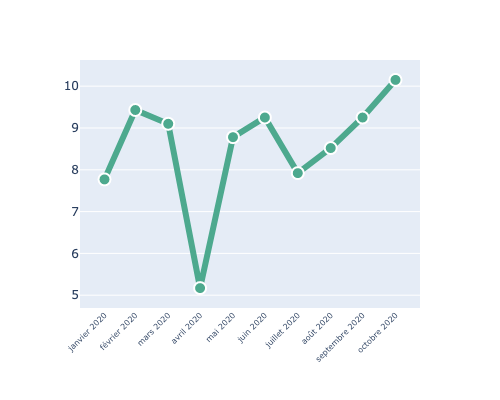 10
9
8
7
6
5
janvier 2020
février 2020
mars 2020
avril 2020
mai 2020
juin 2020
juillet 2020
août 2020
septembre 2020
octobre 2020